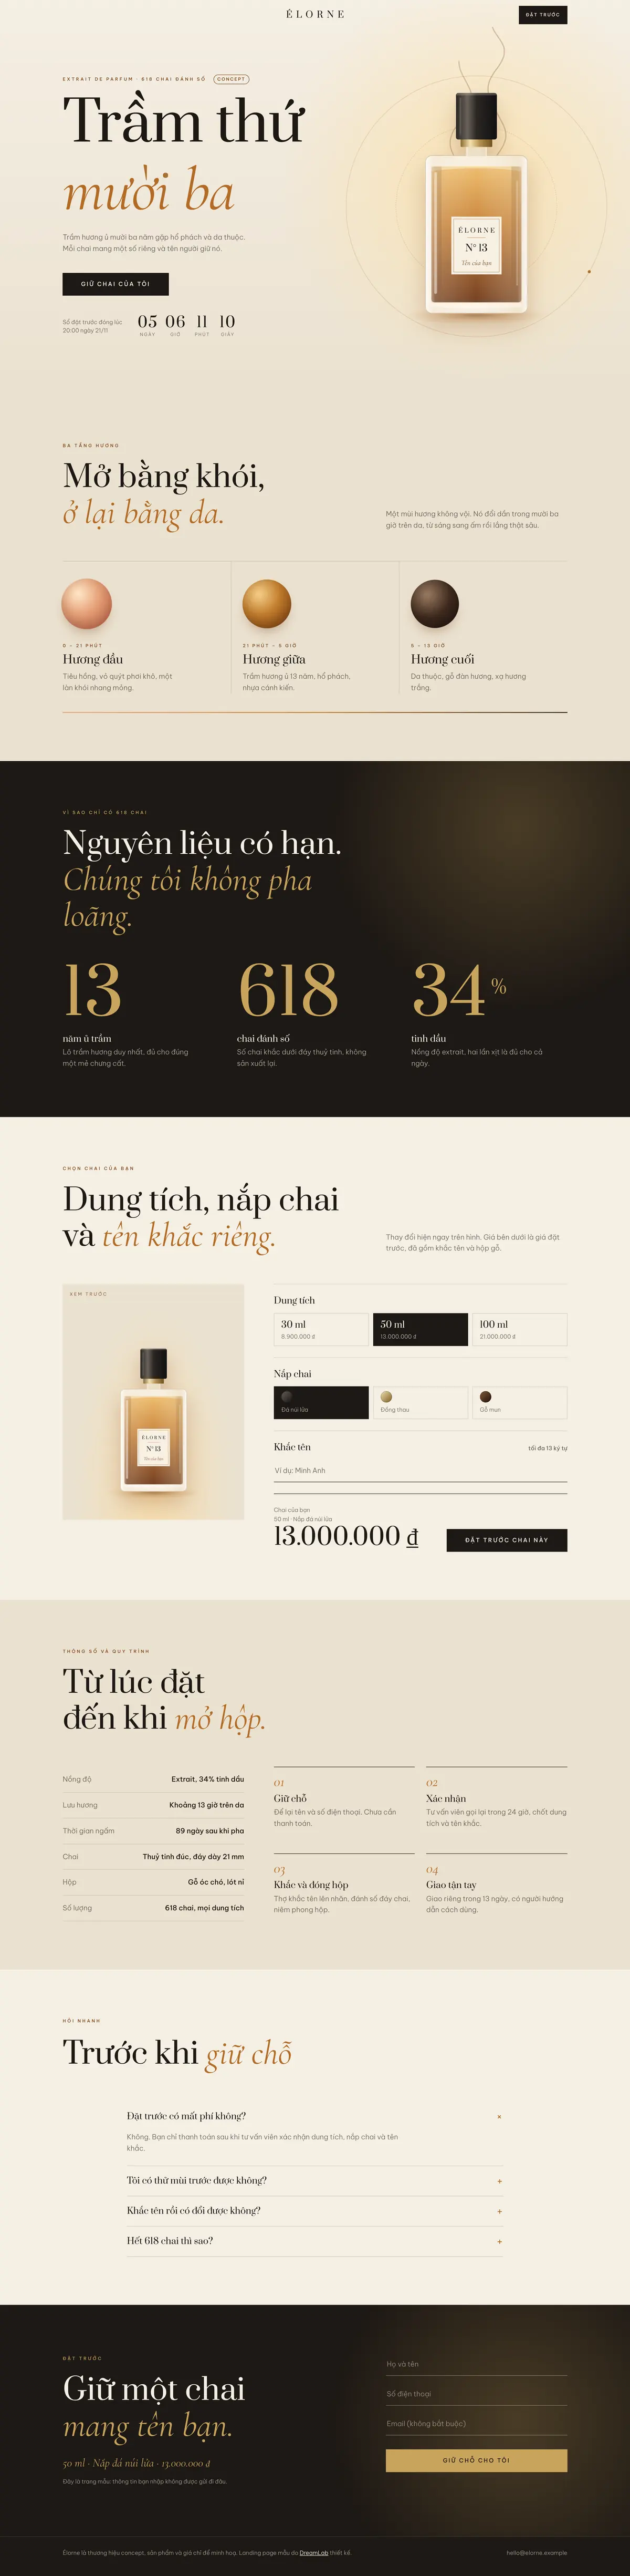 ÉLORNE
ĐẶT TRƯỚC
EXTRAIT DE PARFUM · 618 CHAI ĐÁNH SỐ CONCEPT
Trầm thứ
mười ba
Trầm hương ủ mười ba năm gặp hổ phách và da thuộc.
Mỗi chai mang một số riêng và tên người giữ nó.
GIỮ CHAI CỦA TÔI
Sổ đặt trước đóng lúc
20:00 ngày 21/11
05 06 11 10
NGÀY GIỜ PHÚT GIÂY
ÉLORNE
N° 13
Tên của bạn
BA TẦNG HƯƠNG
Mở bằng khói,
ở lại bằng da.
Một mùi hương không vội. Nó đổi dần trong mười ba
giờ trên da, từ sáng sang ấm rồi lắng thật sâu.
0 – 21 PHÚT
Hương đầu
Tiêu hồng, vỏ quýt phơi khô, một
làn khói nhang mỏng.
21 PHÚT – 5 GIỜ
Hương giữa
Trầm hương ủ 13 năm, hổ phách,
nhựa cánh kiến.
5 – 13 GIỜ
Hương cuối
Da thuộc, gỗ đàn hương, xạ hương
trắng.
VÌ SAO CHỈ CÓ 618 CHAI
Nguyên liệu có hạn.
Chúng tôi không pha
loãng.
13
năm ủ trầm
Lô trầm hương duy nhất, đủ cho đúng
một mẻ chưng cất.
618
chai đánh số
Số chai khắc dưới đáy thuỷ tinh, không
sản xuất lại.
34 %
tinh dầu
Nồng độ extrait, hai lần xịt là đủ cho cả
ngày.
CHỌN CHAI CỦA BẠN
Dung tích, nắp chai
và tên khắc riêng.
Thay đổi hiện ngay trên hình. Giá bên dưới là giá đặt
trước, đã gồm khắc tên và hộp gỗ.
XEM TRƯỚC
ÉLORNE
N° 13
Tên của bạn
Dung tích
30 ml
8.900.000 ₫
50 ml
13.000.000 ₫
100 ml
21.000.000 ₫
Nắp chai
Đá núi lửa
Đồng thau
Gỗ mun
Khắc tên
tối đa 13 ký tự
Ví dụ: Minh Anh
Chai của bạn
50 ml · Nắp đá núi lửa
13.000.000 ₫
ĐẶT TRƯỚC CHAI NÀY
THÔNG SỐ VÀ QUY TRÌNH
Từ lúc đặt
đến khi mở hộp.
Nồng độ Extrait, 34% tinh dầu
Lưu hương Khoảng 13 giờ trên da
Thời gian ngấm 89 ngày sau khi pha
Chai Thuỷ tinh đúc, đáy dày 21 mm
Hộp Gỗ óc chó, lót nỉ
Số lượng 618 chai, mọi dung tích
01
Giữ chỗ
Để lại tên và số điện thoại. Chưa cần
thanh toán.
02
Xác nhận
Tư vấn viên gọi lại trong 24 giờ, chốt dung
tích và tên khắc.
03
Khắc và đóng hộp
Thợ khắc tên lên nhãn, đánh số đáy chai,
niêm phong hộp.
04
Giao tận tay
Giao riêng trong 13 ngày, có người hướng
dẫn cách dùng.
HỎI NHANH
Trước khi giữ chỗ
Đặt trước có mất phí không? ×
Không. Bạn chỉ thanh toán sau khi tư vấn viên xác nhận dung tích, nắp chai và tên
khắc.
Tôi có thử mùi trước được không? +
Khắc tên rồi có đổi được không? +
Hết 618 chai thì sao? +
ĐẶT TRƯỚC
Giữ một chai
mang tên bạn.
50 ml · Nắp đá núi lửa · 13.000.000 ₫
Đây là trang mẫu: thông tin bạn nhập không được gửi đi đâu.
Họ và tên
Số điện thoại
Email (không bắt buộc)
GIỮ CHỖ CHO TÔI
Élorne là thương hiệu concept, sản phẩm và giá chỉ để minh hoạ. Landing page mẫu do DreamLab thiết kế.
hello@elorne.example